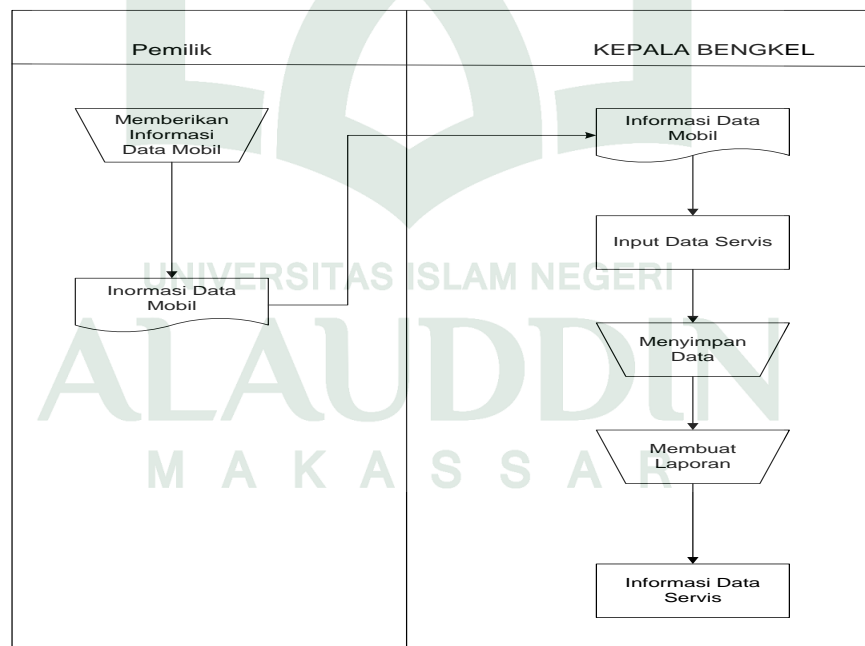 Pemilik
KEPALA BENGKEL
Memberikan
Informasi
Data Mobil
Inormasi Data
Mobil
Informasi Data
Mobil
Input Data Servis
Menyimpan
Data
Membuat
Laporan
Informasi Data
Servis
UNIVERSITAS ISLAM NEGERI
ALAUDDIN
MAKASSAR